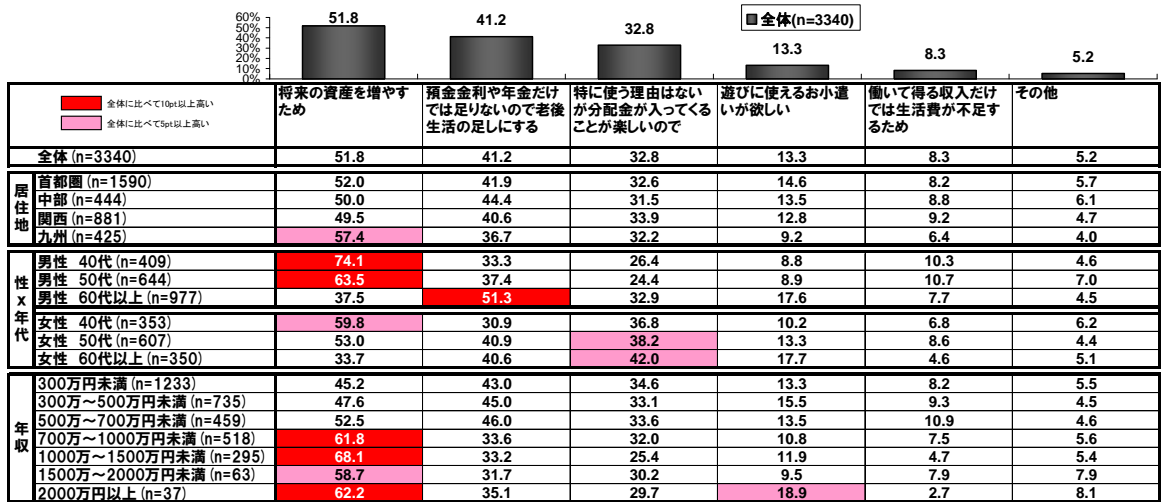 60%
50%
40%
30%
20%
10%
0%
51.8
41.2
32.8
13.3
8.3
5.2
全体(n=3340)
全体に比べて10pt以上高い
全体に比べて5pt以上高い
将来の資産を増やす
ため
預金金利や年金だけ
では足りないので老後
生活の足しにする
特に使う理由はない
が分配金が入ってくる
ことが楽しいので
遊びに使えるお小遣
いが欲しい
働いて得る収入だけ
では生活費が不足す
るため
その他
全体(n=3340) 51.8 41.2 32.8 13.3 8.3 5.2
居住地
首都圏(n=1590) 52.0 41.9 32.6 14.6 8.2 5.7
中部(n=444) 50.0 44.4 31.5 13.5 8.8 6.1
関西(n=881) 49.5 40.6 33.9 12.8 9.2 4.7
九州(n=425) 57.4 36.7 32.2 9.2 6.4 4.0
性x年代
男性 40代(n=409) 74.1 33.3 26.4 8.8 10.3 4.6
男性 50代(n=644) 63.5 37.4 24.4 8.9 10.7 7.0
男性 60代以上(n=977) 37.5 51.3 32.9 17.6 7.7 4.5
女性 40代(n=353) 59.8 30.9 36.8 10.2 6.8 6.2
女性 50代(n=607) 53.0 40.9 38.2 13.3 8.6 4.4
女性 60代以上(n=350) 33.7 40.6 42.0 17.7 4.6 5.1
年収
300万円未満(n=1233) 45.2 43.0 34.6 13.3 8.2 5.5
300万～500万円未満(n=735) 47.6 45.0 33.1 15.5 9.3 4.5
500万～700万円未満(n=459) 52.5 46.0 33.6 13.5 10.9 4.6
700万～1000万円未満(n=518) 61.8 33.6 32.0 10.8 7.5 5.6
1000万～1500万円未満(n=295) 68.1 33.2 25.4 11.9 4.7 5.4
1500万～2000万円未満(n=63) 58.7 31.7 30.2 9.5 7.9 7.9
2000万円以上(n=37) 62.2 35.1 29.7 18.9 2.7 8.1